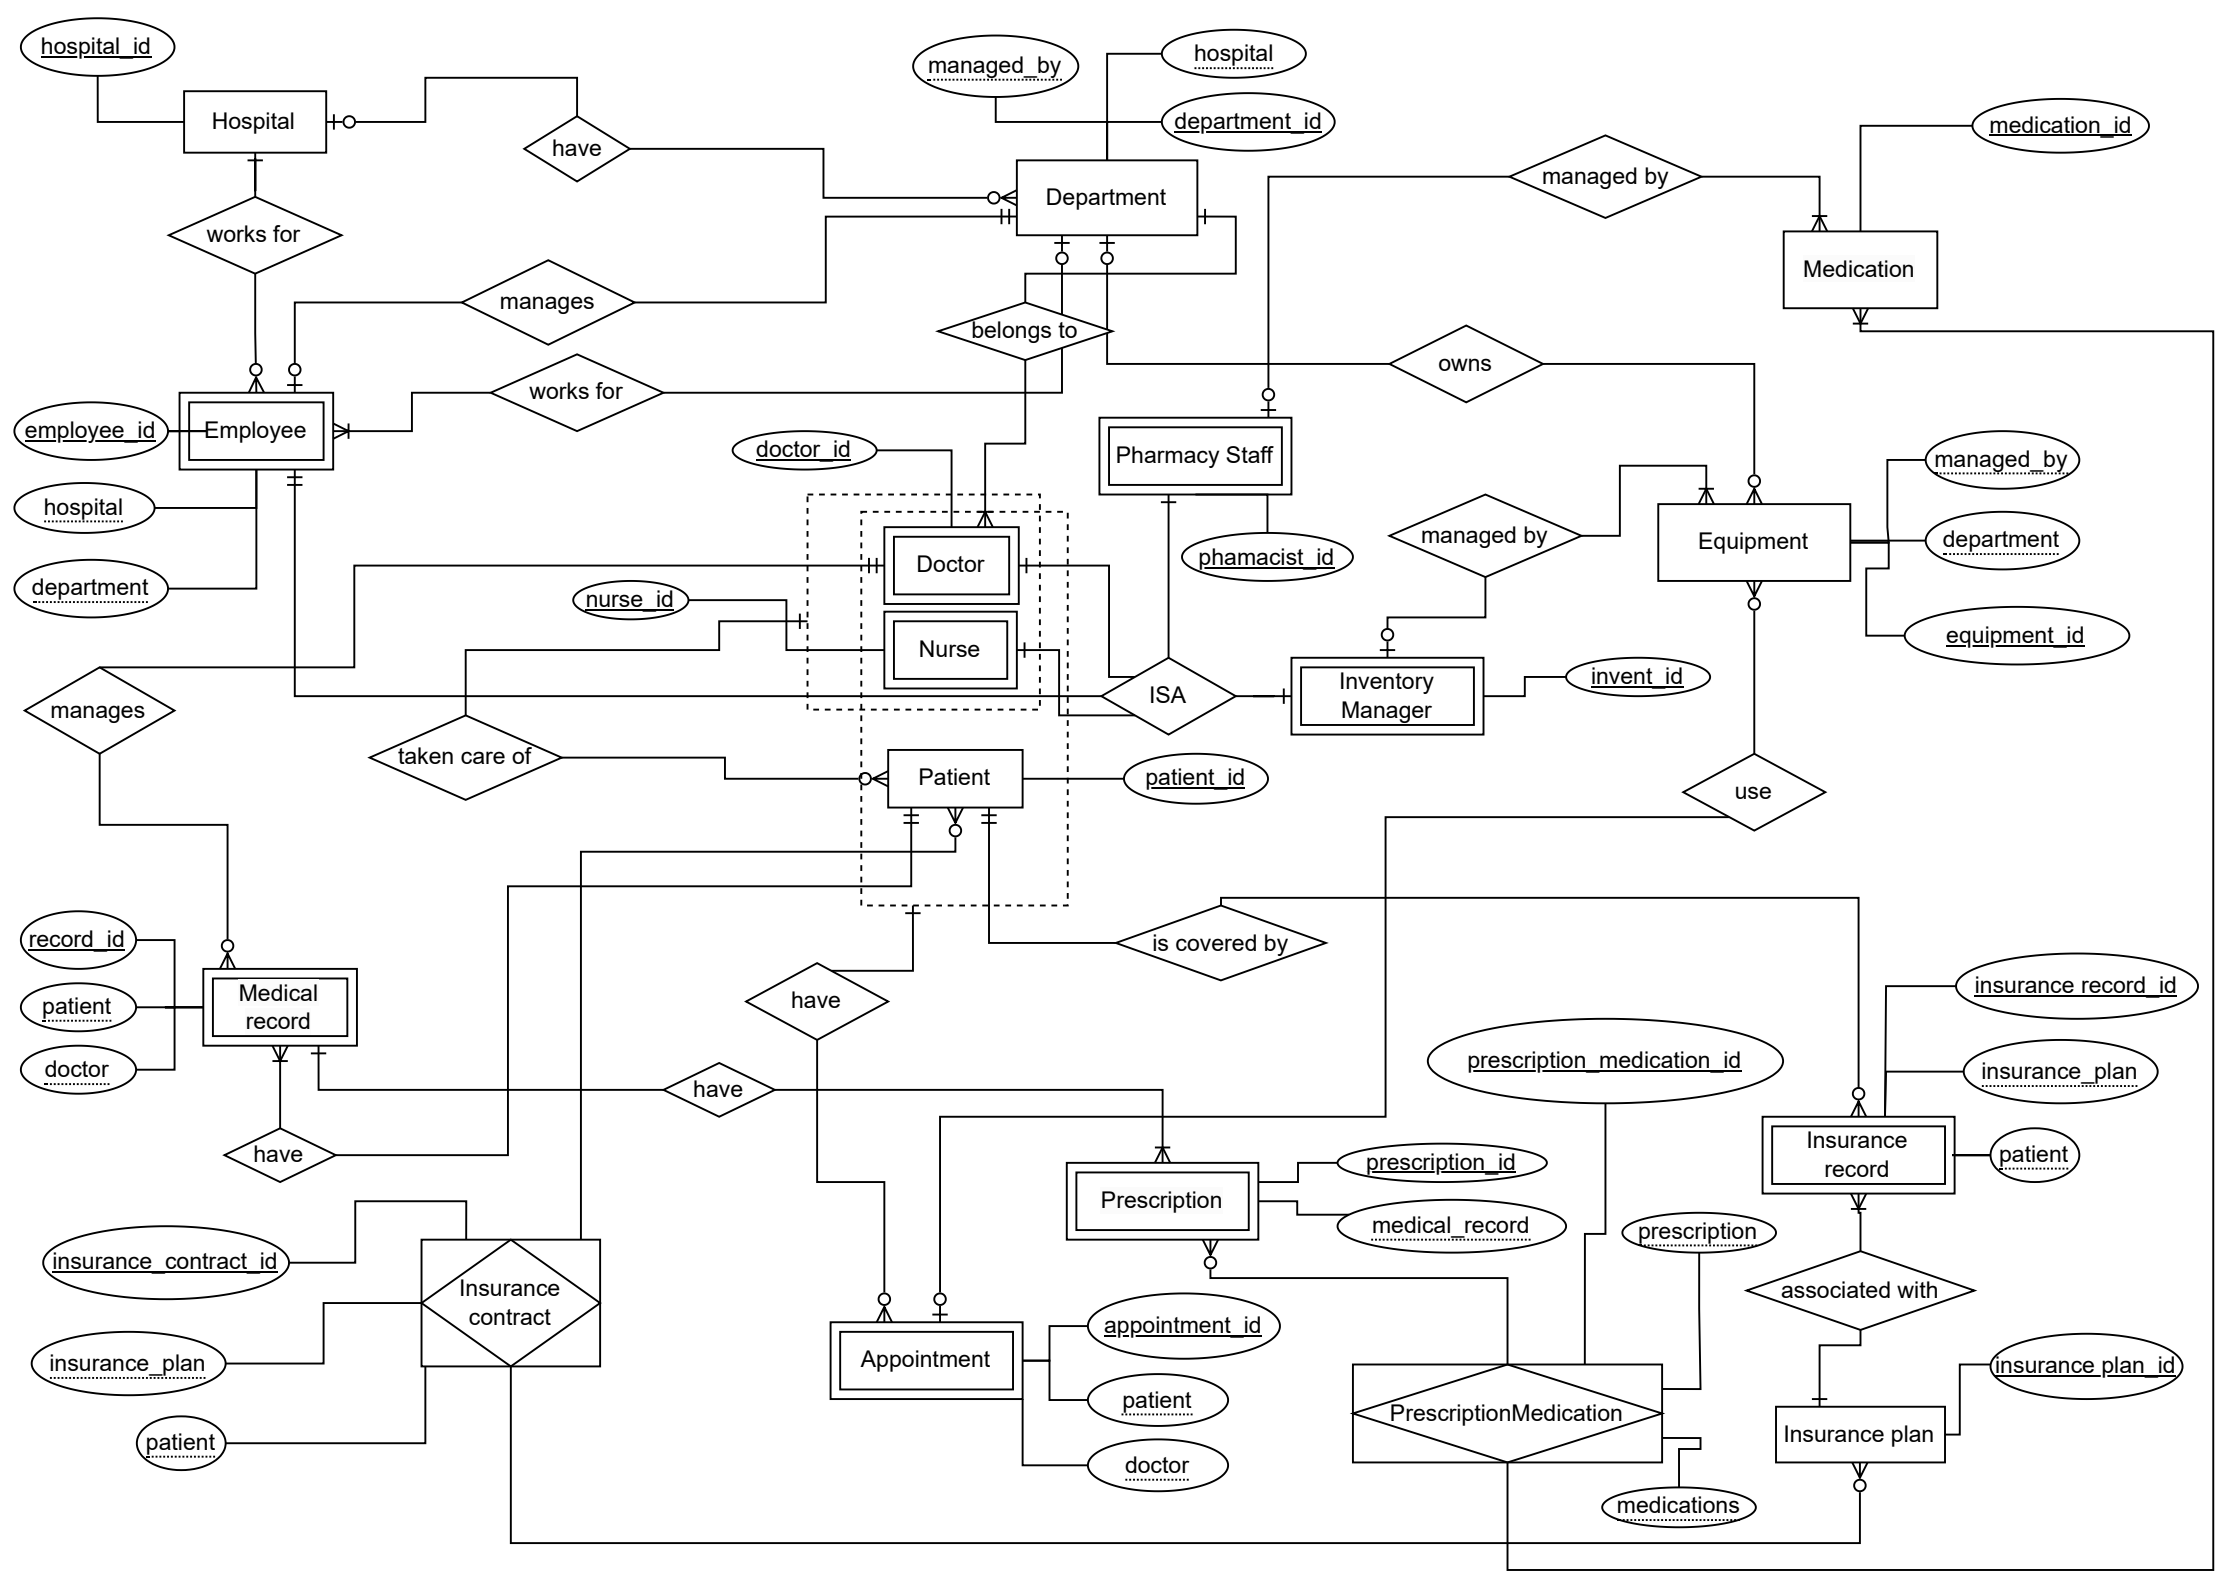 hospital_id
managed_by
hospital
department_id
medication_id
Hospital
have
Department
managed by
works for
Medication
manages
belongs to
owns
works for
employee_id
Employee
doctor_id
Pharmacy Staff
managed_by
hospital
managed by
Equipment
department
phamacist_id
Doctor
department
nurse_id
Nurse
equipment_id
manages
ISA
Inventory
Manager
invent_id
taken care of
Patient
patient_id
use
record_id
is covered by
Medical
record
patient
have
insurance record_id
doctor
have
prescription_medication_id
insurance_plan
have
Insurance
record
patient
prescription_id
Prescription
medical_record
prescription
insurance_contract_id
Insurance
contract
associated with
insurance_plan
Appointment
appointment_id
insurance plan_id
patient
PrescriptionMedication
patient
Insurance plan
doctor
medications